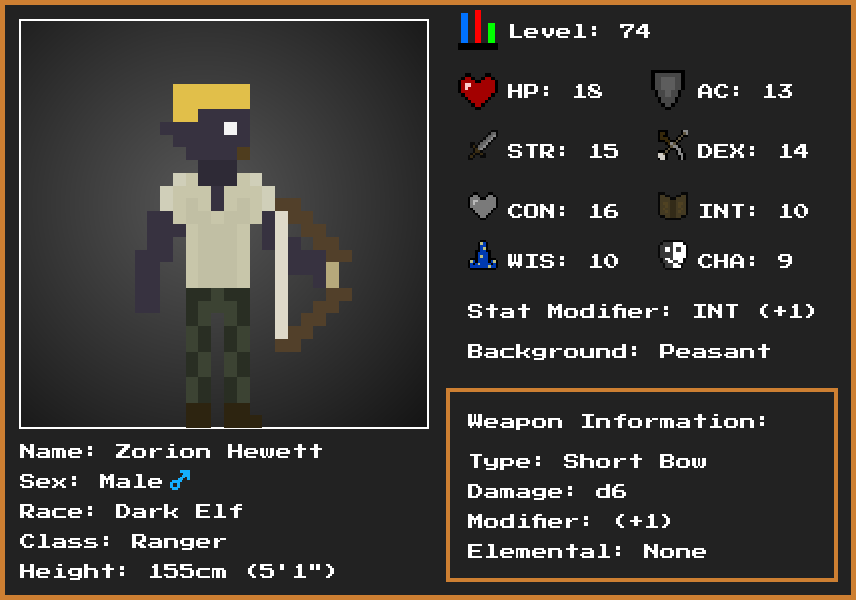 Level: 74
HP: 18 AC: 13
STR: 15 DEX: 14
CON: 16 INT: 10
WIS: 10 CHA: 9
Stat Modifier: INT (+1)
Background: Peasant
Weapon Information:
Type: Short Bow
Damage: d6
Modifier: (+1)
Elemental: None
Name: Zorion Hewett
Sex: Male♂
Race: Dark Elf
Class: Ranger
Height: 155cm (5'1")